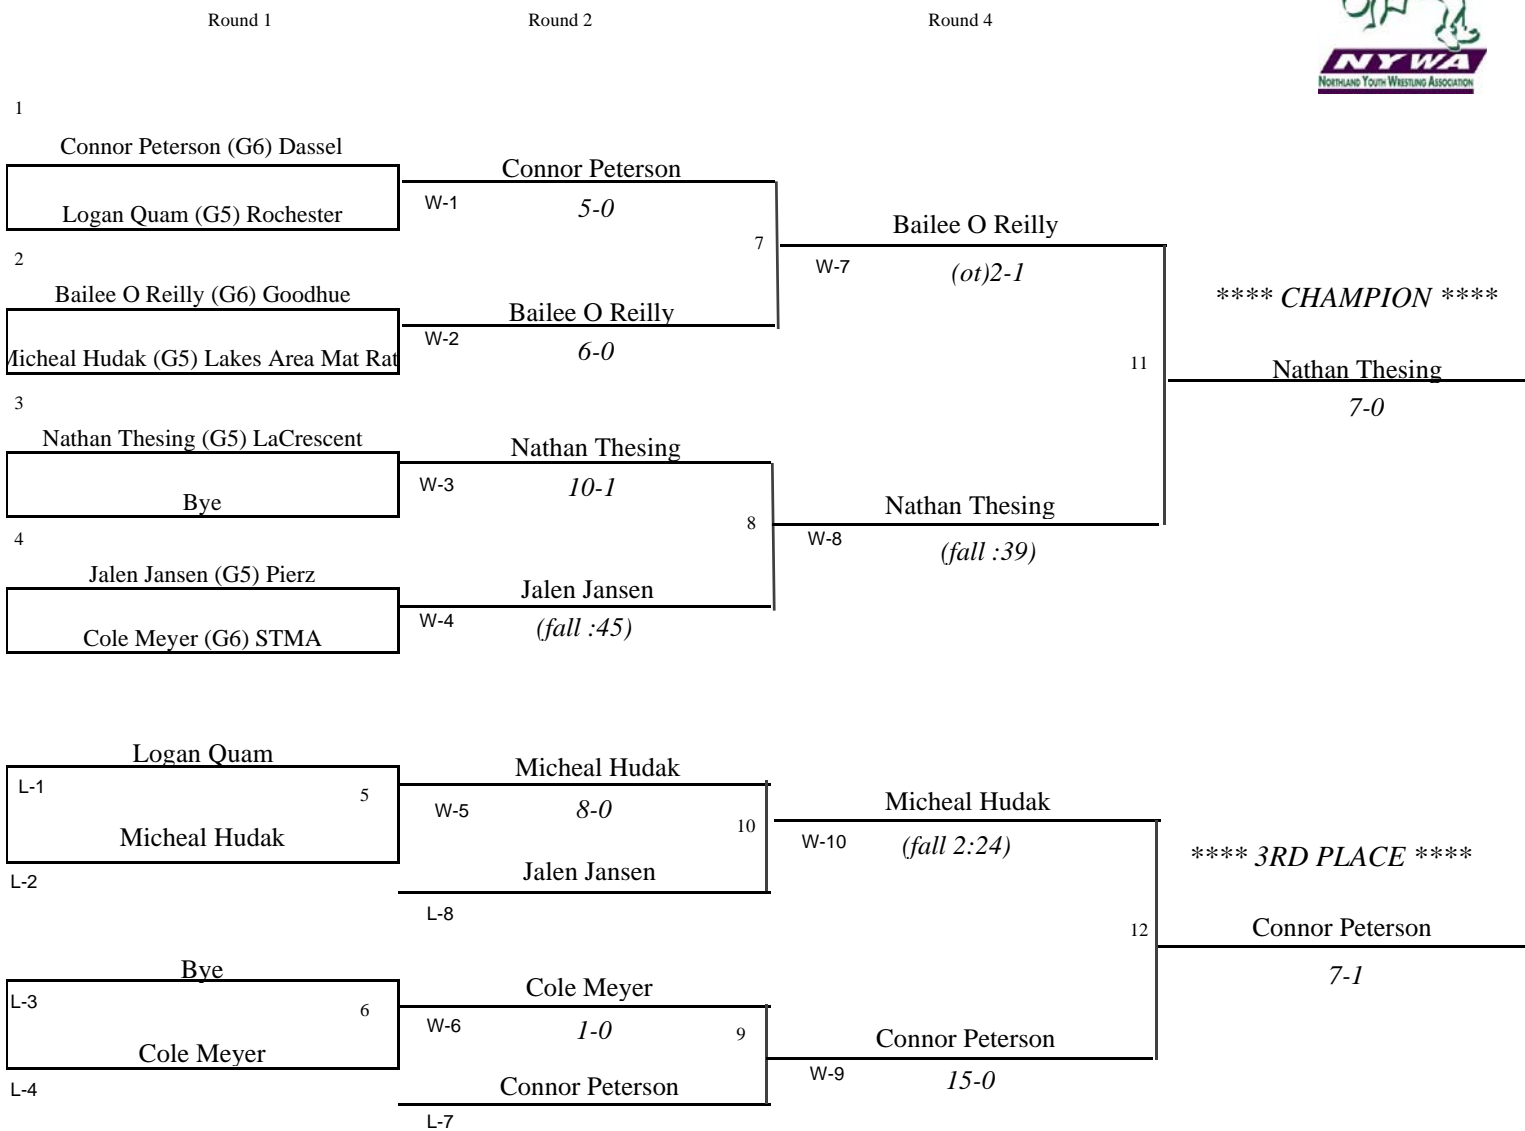 Round 1
Round 2
Round 4
NYWA
NORTHLAND YOUTH WRESTLING ASSOCIATION
1
Connor Peterson (G6) Dassel
Logan Quam (G5) Rochester
W-1
Connor Peterson
5-0
2
Bailee O Reilly (G6) Goodhue
Micheal Hudak (G5) Lakes Area Mat Rat
W-2
Bailee O Reilly
6-0
7
W-7
Bailee O Reilly
(ot)2-1
3
Nathan Thesing (G5) LaCrescent
Bye
W-3
Nathan Thesing
10-1
4
Jalen Jansen (G5) Pierz
Cole Meyer (G6) STMA
W-4
Jalen Jansen
(fall :45)
8
W-8
Nathan Thesing
(fall :39)
11
**** CHAMPION ****
Nathan Thesing
7-0
Logan Quam
L-1
5
Micheal Hudak
L-2
W-5
Micheal Hudak
8-0
Jalen Jansen
L-8
10
W-10
Micheal Hudak
(fall 2:24)
Bye
L-3
6
Cole Meyer
L-4
W-6
Cole Meyer
1-0
Connor Peterson
L-7
9
W-9
Connor Peterson
15-0
12
**** 3RD PLACE ****
Connor Peterson
7-1